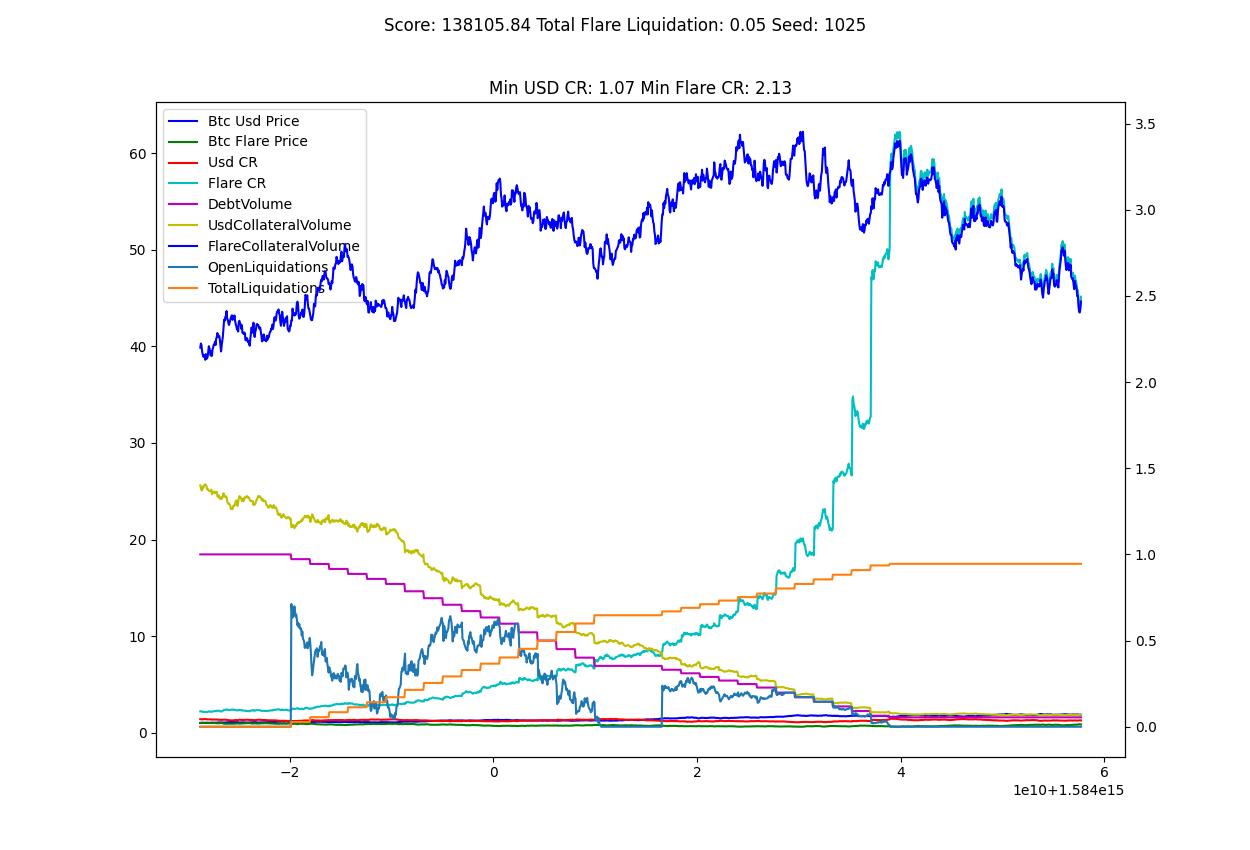 Score: 138105.84 Total Flare Liquidation: 0.05 Seed: 1025
Min USD CR: 1.07 Min Flare CR: 2.13
Btc Usd Price
Btc Flare Price
Usd CR
Flare CR
DebtVolume
UsdCollateralVolume
FlareCollateralVolume
OpenLiquidations
TotalLiquidations
60
50
40
30
20
10
0
3.5
3.0
2.5
2.0
1.5
1.0
0.5
0.0
−2 0 2 4 6
1e10+1.584e15